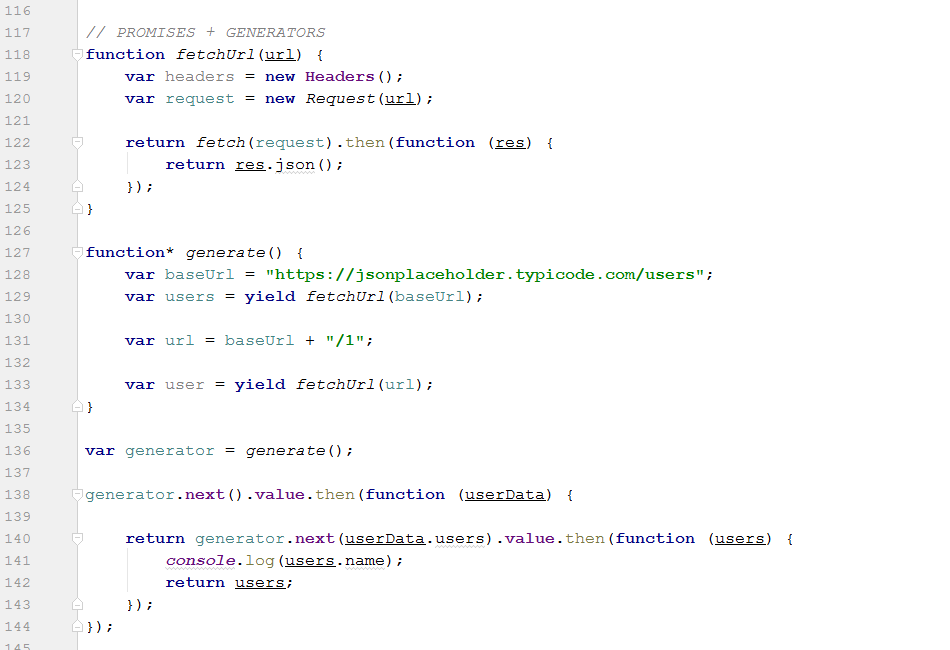 116
117 // PROMISES + GENERATORS
118 function fetchUrl(url) {
119     var headers = new Headers();
120     var request = new Request(url);
121
122     return fetch(request).then(function (res) {
123         return res.json();
124     });
125 }
126
127 function* generate() {
128     var baseUrl = "https://jsonplaceholder.typicode.com/users";
129     var users = yield fetchUrl(baseUrl);
130
131     var url = baseUrl + "/1";
132
133     var user = yield fetchUrl(url);
134 }
135
136 var generator = generate();
137
138 generator.next().value.then(function (userData) {
139
140     return generator.next(userData.users).value.then(function (users) {
141         console.log(users.name);
142         return users;
143     });
144 });
145